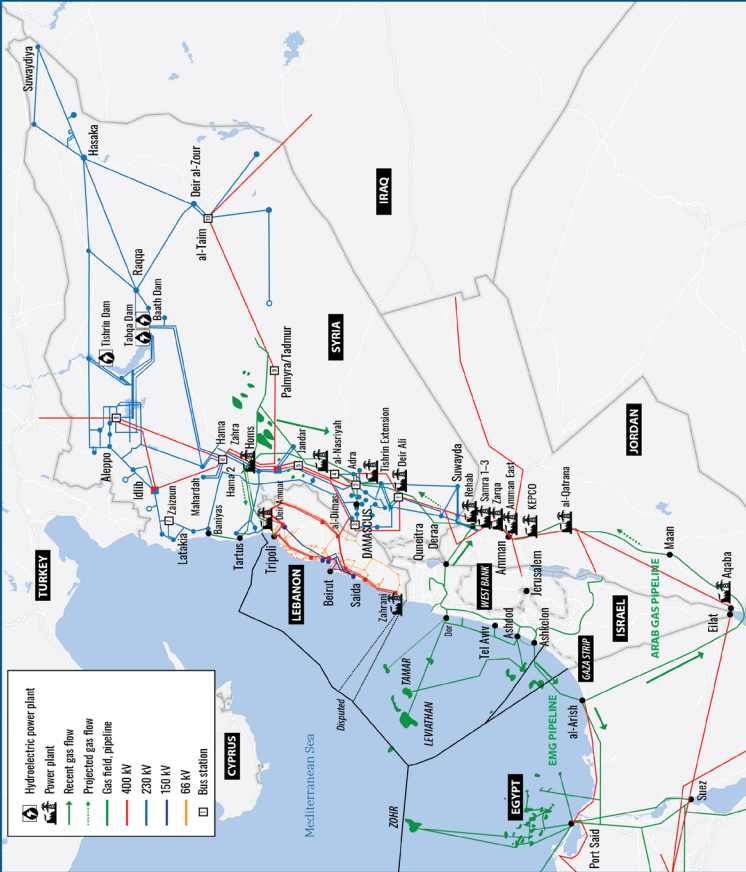 Hydroelectric power plant
Power plant
Recent gas flow
Projected gas flow
Gas field, pipeline
400 kV
230 kV
150 kV
66 kV
Bus station
TURKEY
CYPRUS
Mediterranean Sea
Suwaydiya
Hasaka
Deir al-Zour
al-Taim
Raqqa
Tishrin Dam
Tabqa Dam
Baath Dam
Aleppo
Idlib
Zaizoun
Latakia
Mahardah
Baniyas
Hama
Hama 2
Zahra
Homs
Tartus
Palmyra/Tadmur
SYRIA
IRAQ
Jandar
al-Nasriyah
Deir Ammar
Tripoli
LEBANON
Beirut
Saida
Zahrani
al-Dimas
Adra
DAMASCUS
Tishrin Extension
Deir Ali
Suwayda
Quneitra
Deraa
Rehab
Samra 1–3
Zarqa
Amman East
Amman
KEPCO
al-Qatrana
JORDAN
Disputed
TAMAR
LEVIATHAN
ZOHR
Dor
WEST BANK
Jerusalem
Tel Aviv
Ashdod
Ashkelon
GAZA STRIP
ISRAEL
Maan
ARAB GAS PIPELINE
Aqaba
Eilat
EMG PIPELINE
al-Arish
EGYPT
Port Said
Suez